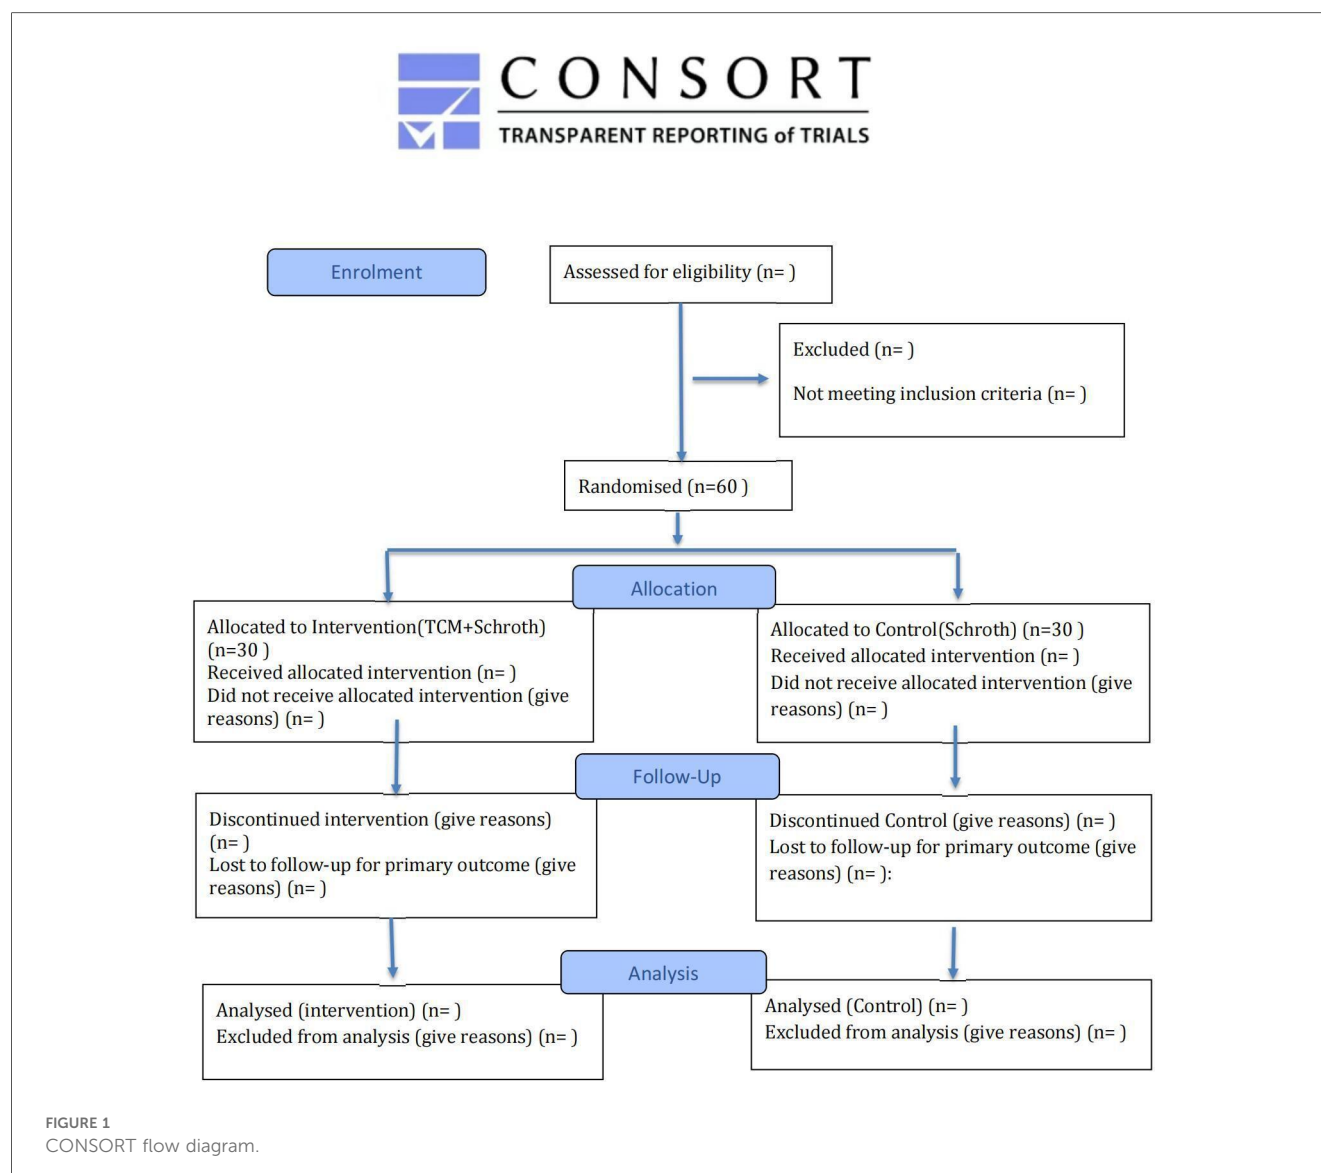 CONSORT
TRANSPARENT REPORTING of TRIALS
Enrolment
Assessed for eligibility (n= )
Excluded (n= )
Not meeting inclusion criteria (n= )
Randomised (n=60 )
Allocation
Allocated to Intervention(TCM+Schroth)
(n=30 )
Received allocated intervention (n= )
Did not receive allocated intervention (give
reasons) (n= )
Allocated to Control(Schroth) (n=30 )
Received allocated intervention (n= )
Did not receive allocated intervention (give
reasons) (n= )
Follow-Up
Discontinued intervention (give reasons)
(n= )
Lost to follow-up for primary outcome (give
reasons) (n= )
Discontinued Control (give reasons) (n= )
Lost to follow-up for primary outcome (give
reasons) (n= ):
Analysis
Analysed (intervention) (n= )
Excluded from analysis (give reasons) (n= )
Analysed (Control) (n= )
Excluded from analysis (give reasons) (n= )
FIGURE 1
CONSORT flow diagram.